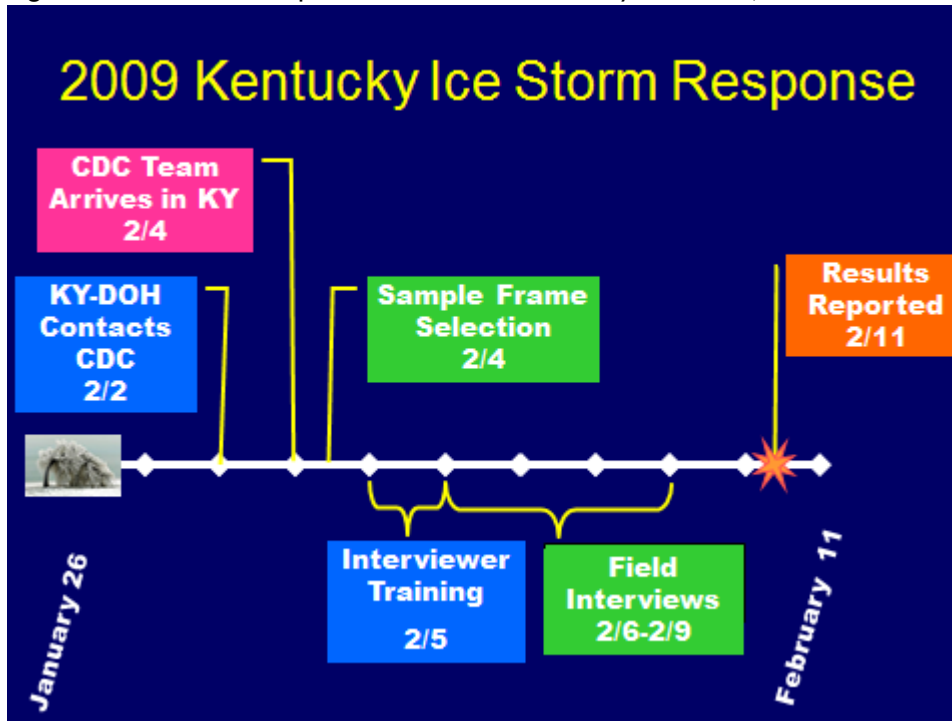 2009 Kentucky Ice Storm Response
CDC Team
Arrives in KY
2/4
KY-DOH
Contacts
CDC
2/2
Sample Frame
Selection
2/4
Results
Reported
2/11
Interviewer
Training
2/5
Field
Interviews
2/6-2/9
January 26
February 11